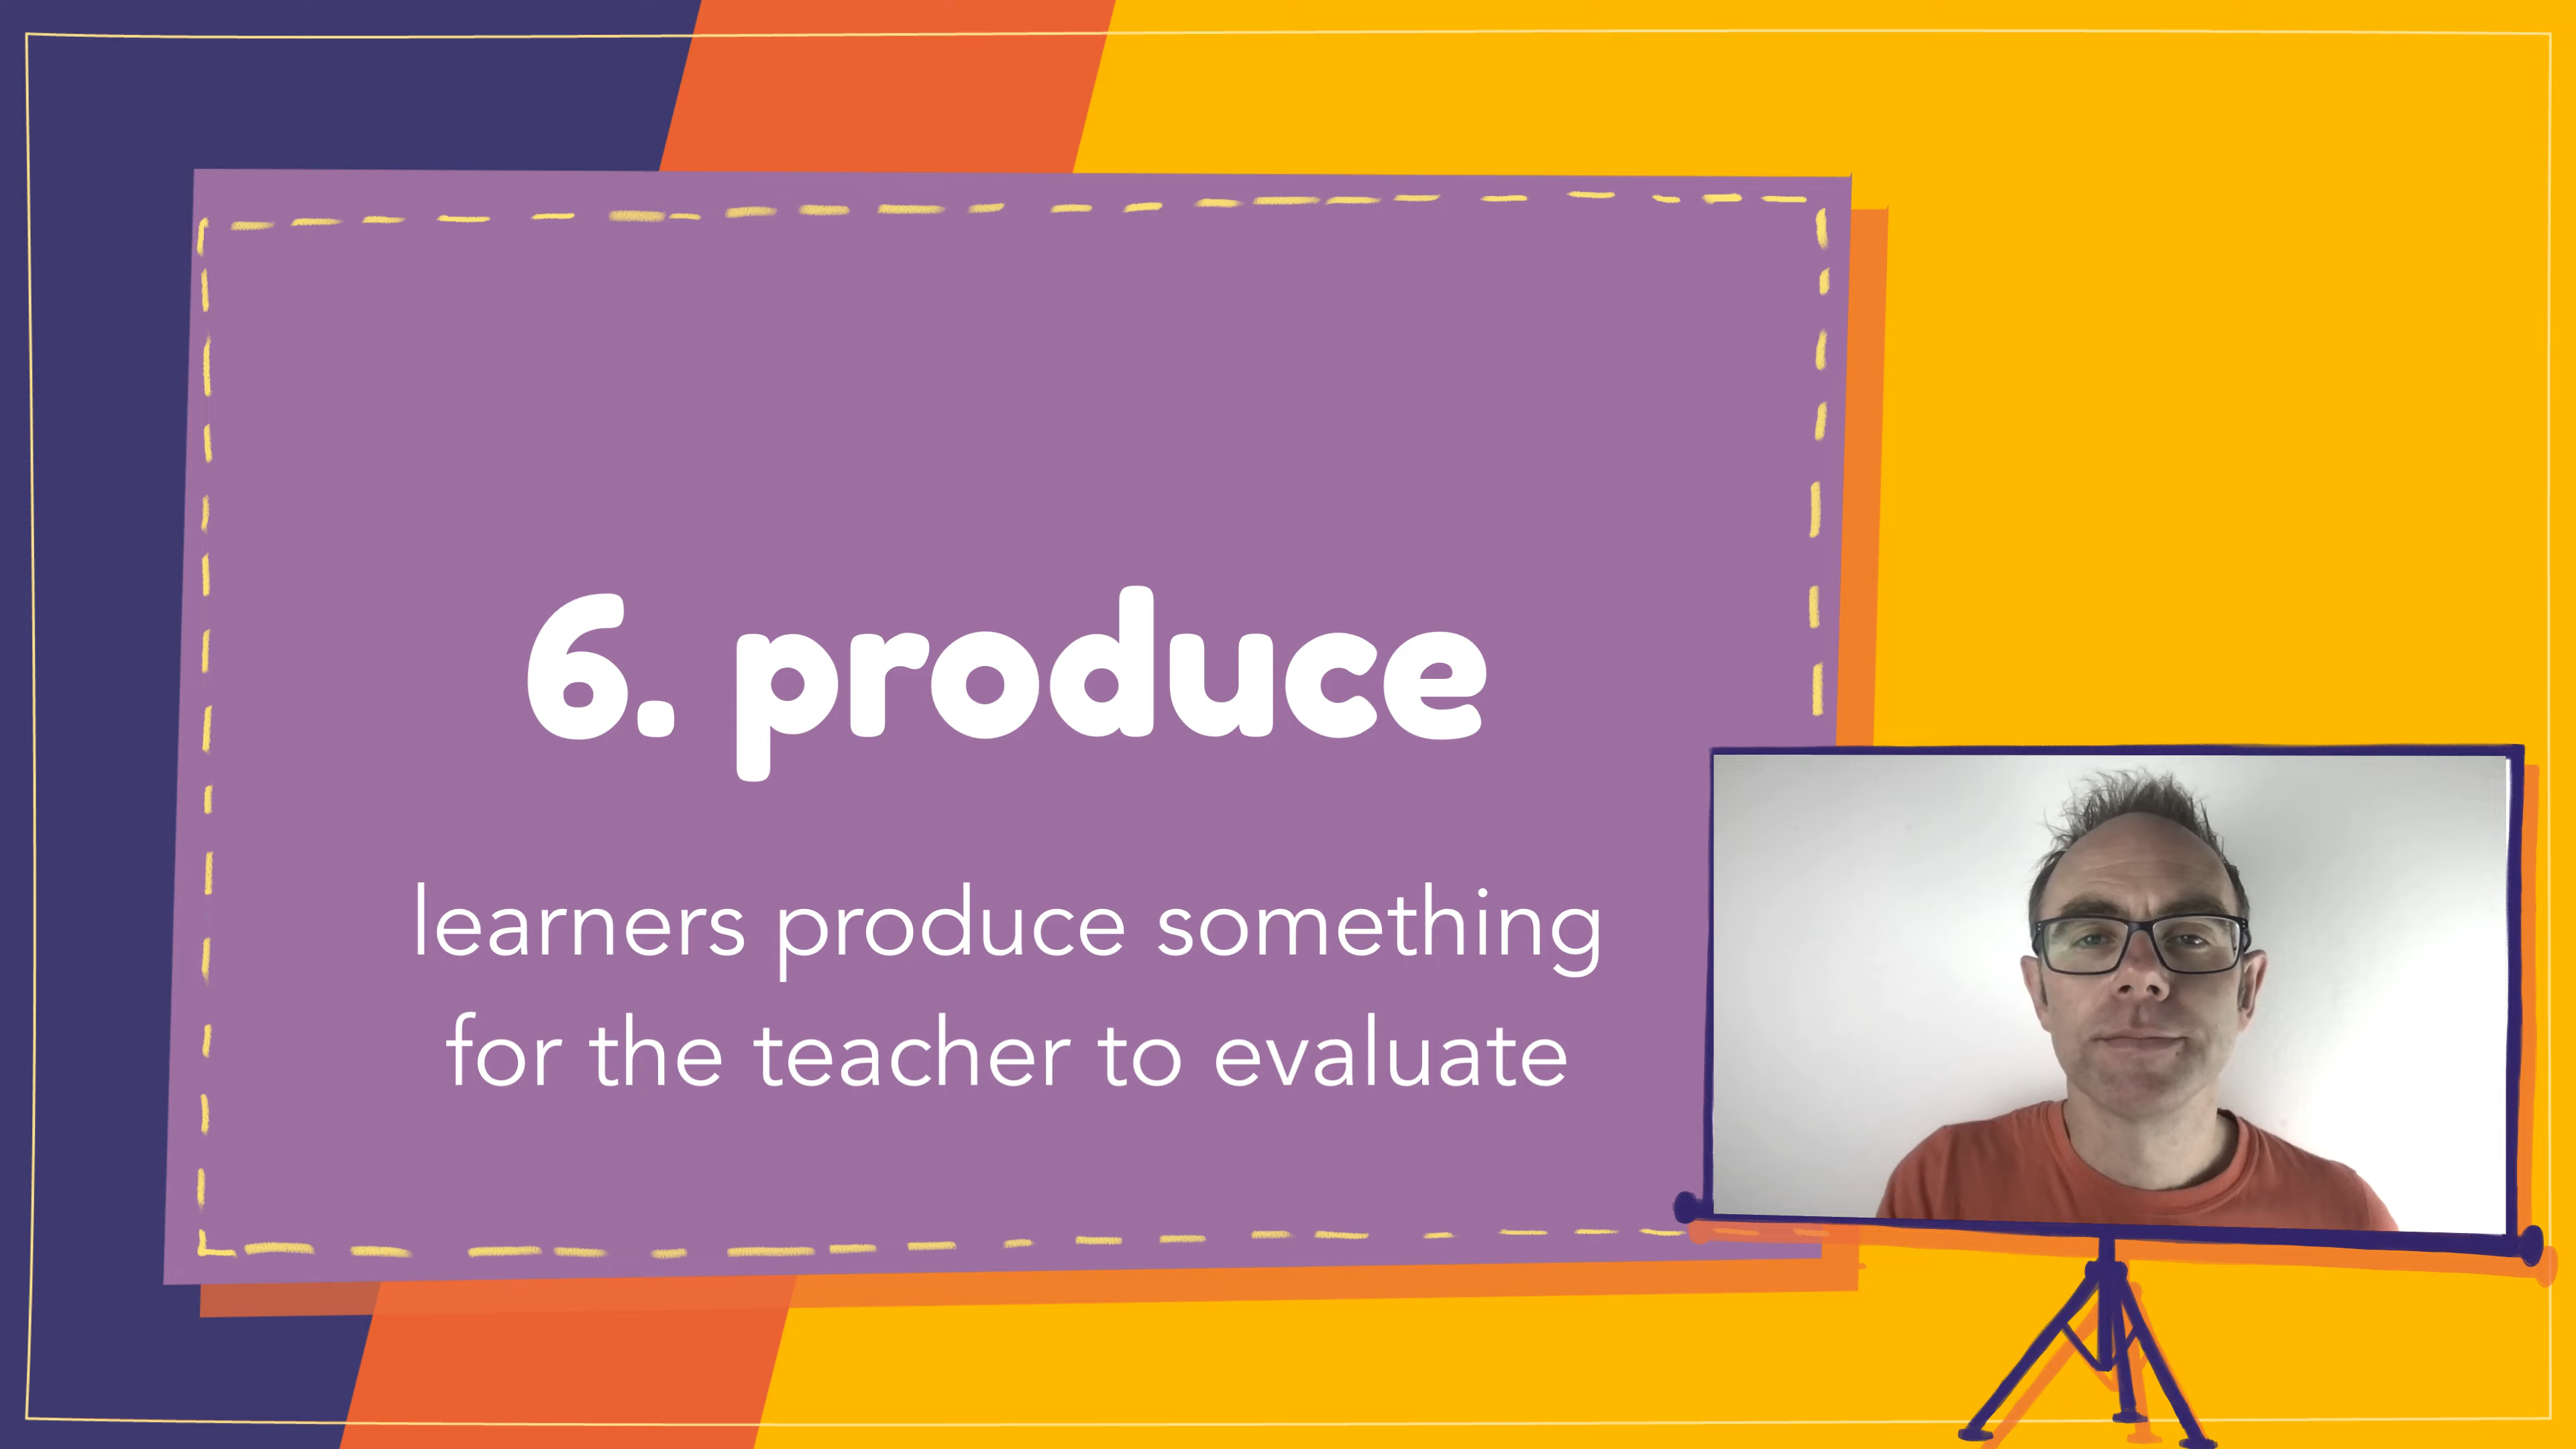 6. produce
learners produce something
for the teacher to evaluate